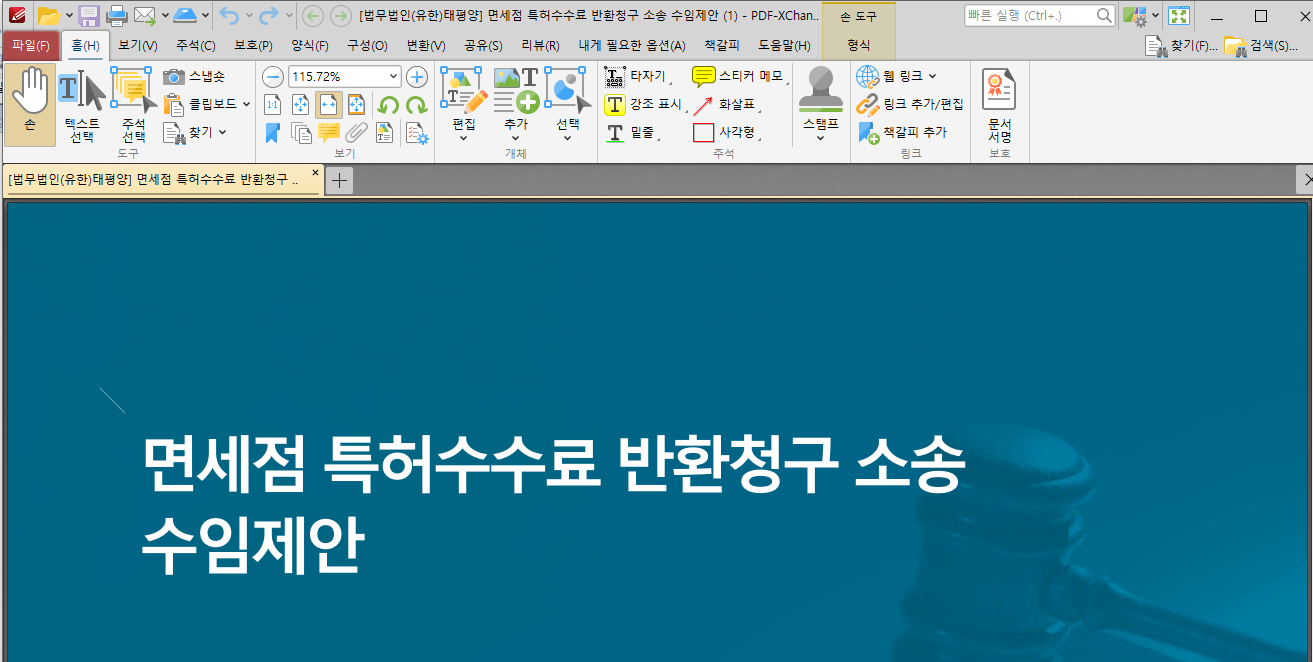 [법무법인(유한)태평양] 면세점 특허수수료 반환청구 소송 수임제안 (1) - PDF-XChan..
손 도구
빠른 실행 (Ctrl+.)
파일(F)
홈(H)
보기(V)
주석(C)
보호(P)
양식(F)
구성(O)
변환(V)
공유(S)
리뷰(R)
내게 필요한 옵션(A)
책갈피
도움말(H)
형식
찾기(F)...
검색(S)...
손
텍스트
선택
주석
선택
스냅숏
클립보드
찾기
도구
115.72%
1:1
보기
편집
추가
선택
개체
타자기
강조 표시
밑줄
스티커 메모
화살표
사각형
스탬프
주석
웹 링크
링크 추가/편집
책갈피 추가
링크
문서
서명
보호
[법무법인(유한)태평양] 면세점 특허수수료 반환청구 ..
면세점 특허수수료 반환청구 소송
수임제안